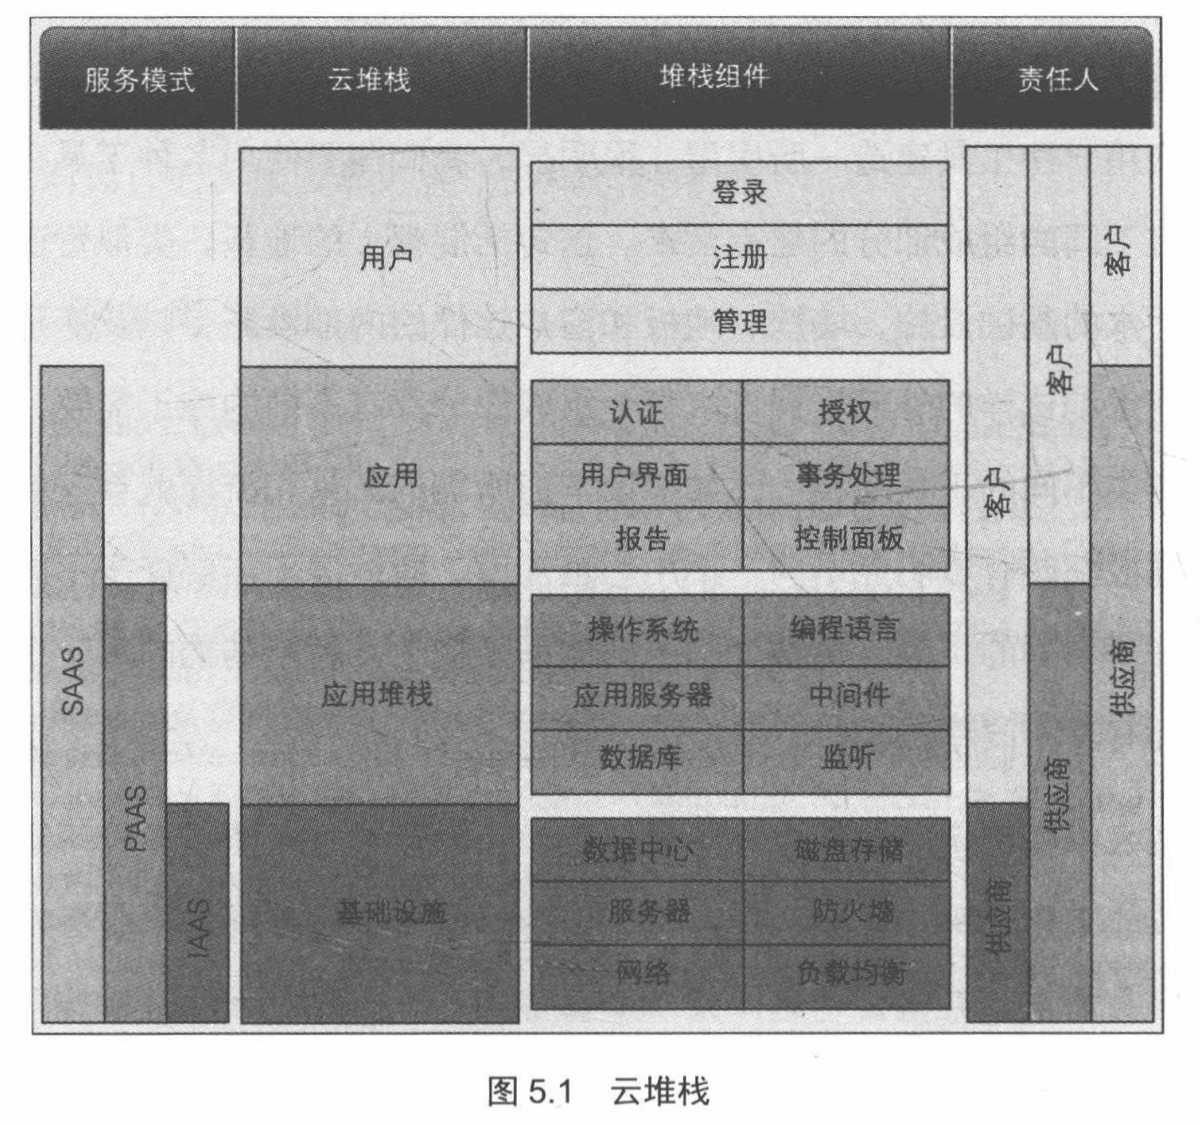 服务模式 云堆栈 堆栈组件 责任人
用户
登录
注册
管理
应用
认证 授权
用户界面 事务处理
报告 控制面板
应用堆栈
操作系统 编程语言
应用服务器 中间件
数据库 监听
基础设施
数据中心 磁盘存储
服务器 防火墙
网络 负载均衡
SAAS
PAAS
IAAS
客户
供应商
客户
供应商
客户
供应商
图 5.1 云堆栈